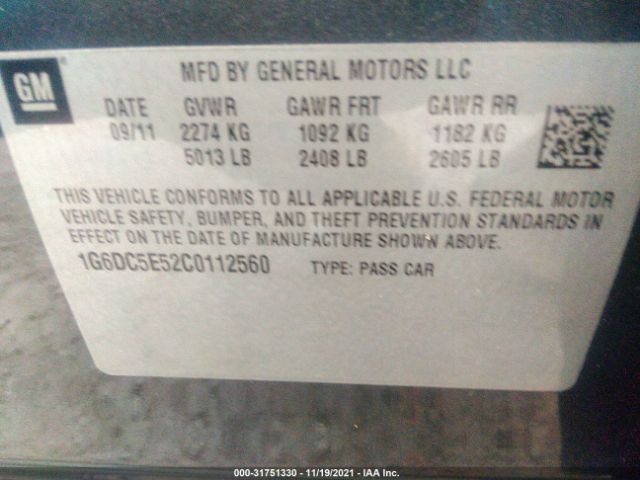 GM®
MFD BY GENERAL MOTORS LLC
DATE GVWR GAWR FRT GAWR RR
09/11 2274 KG 1092 KG 1182 KG
5013 LB 2408 LB 2605 LB
THIS VEHICLE CONFORMS TO ALL APPLICABLE U.S. FEDERAL MOTOR
VEHICLE SAFETY, BUMPER, AND THEFT PREVENTION STANDARDS IN
EFFECT ON THE DATE OF MANUFACTURE SHOWN ABOVE.
1G6DC5E52C0112560 TYPE: PASS CAR
000-31751330 - 11/19/2021 - IAA Inc.